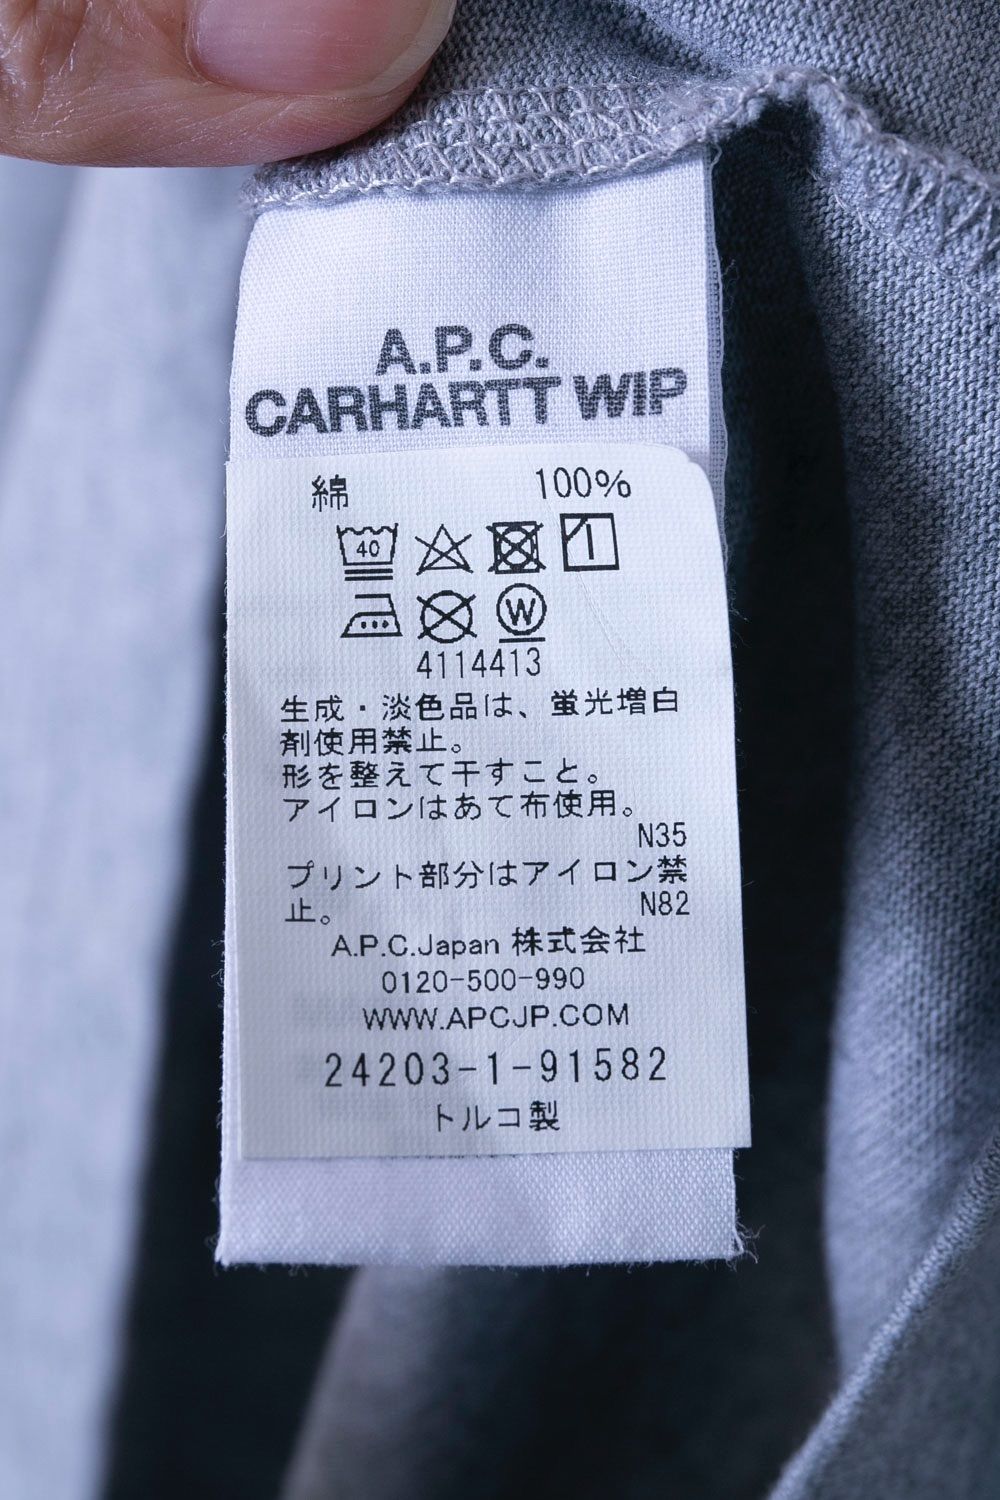 A.P.C.
CARHARTT WIP
綿 100%
40
W
4114413
生成・淡色品は、蛍光増白
剤使用禁止。
形を整えて干すこと。
アイロンはあて布使用。
N35
プリント部分はアイロン禁
止。 N82
A.P.C.Japan 株式会社
0120-500-990
WWW.APCJP.COM
24203-1-91582
トルコ製